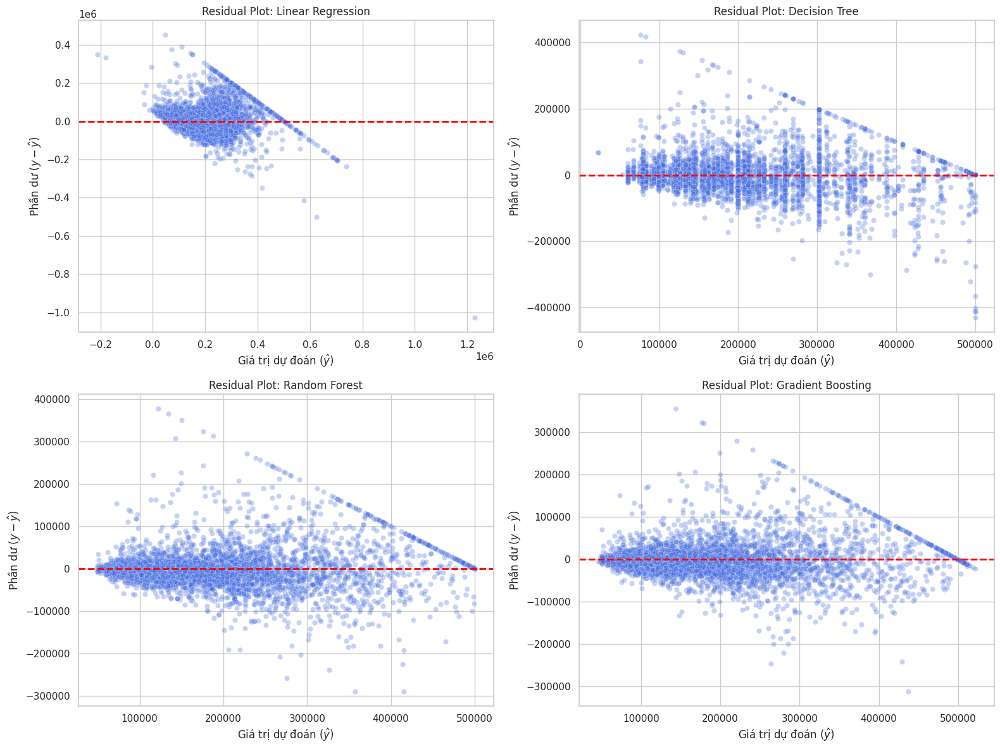 Residual Plot: Linear Regression
1e6
0.4
0.2
0.0
−0.2
−0.4
−0.6
−0.8
−1.0
Phần dư (y − ŷ)
−0.2 0.0 0.2 0.4 0.6 0.8 1.0 1.2
1e6
Giá trị dự đoán (ŷ)
Residual Plot: Decision Tree
400000
200000
0
−200000
−400000
Phần dư (y − ŷ)
0 100000 200000 300000 400000 500000
Giá trị dự đoán (ŷ)
Residual Plot: Random Forest
400000
300000
200000
100000
0
−100000
−200000
−300000
Phần dư (y − ŷ)
100000 200000 300000 400000 500000
Giá trị dự đoán (ŷ)
Residual Plot: Gradient Boosting
300000
200000
100000
0
−100000
−200000
−300000
Phần dư (y − ŷ)
100000 200000 300000 400000 500000
Giá trị dự đoán (ŷ)